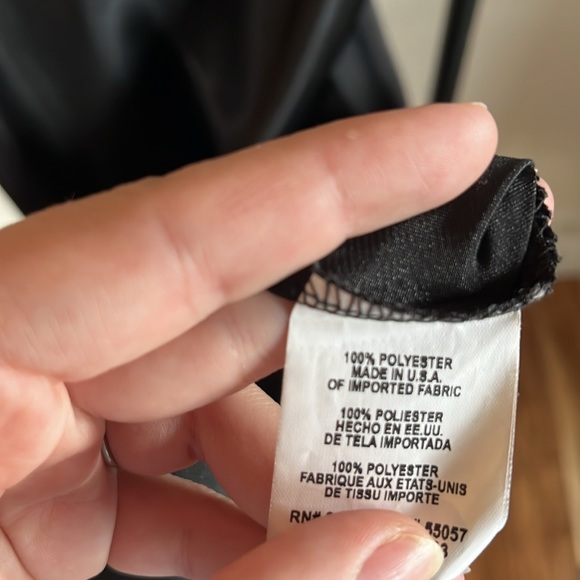 100% POLYESTER
MADE IN U.S.A.
OF IMPORTED FABRIC
100% POLIESTER
HECHO EN EE.UU.
DE TELA IMPORTADA
100% POLYESTER
FABRIQUE AUX ETATS-UNIS
DE TISSU IMPORTE
RN# 55057